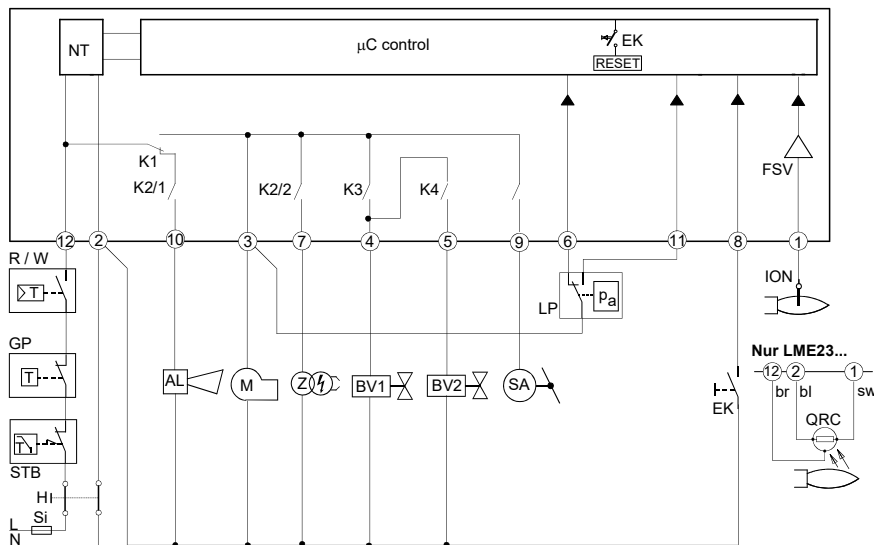 NT
µC control
EK
RESET
K1
K2/1
K2/2
K3
K4
FSV
12 2 10 3 7 4 5 9 6 11 8 1
R / W
T
GP
T
STB
T
H
Si
L
N
AL
M
Z
BV1
BV2
SA
LP
pa
EK
ION
Nur LME23...
12 2 1
br bl sw
QRC